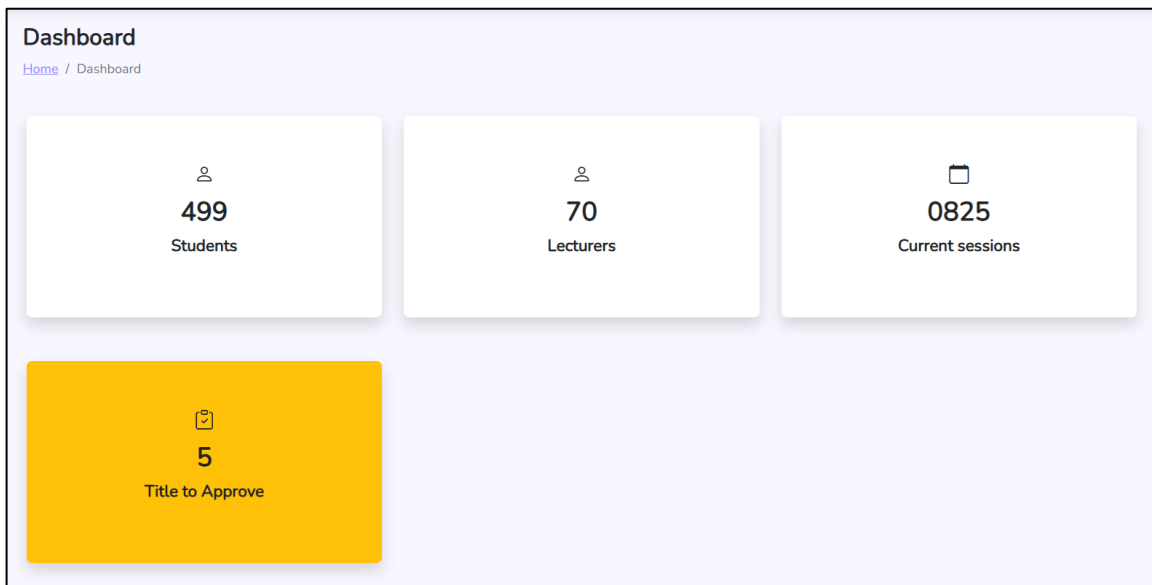 Dashboard
Home / Dashboard
499
Students
70
Lecturers
0825
Current sessions
5
Title to Approve